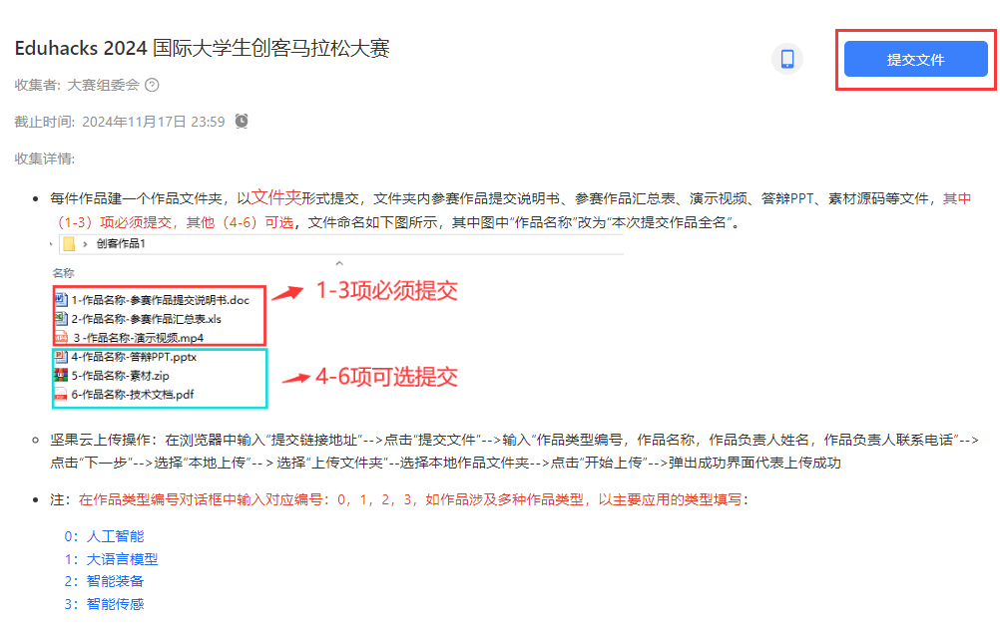 Eduhacks 2024 国际大学生创客马拉松大赛
提交文件
收集者: 大赛组委会
截止时间: 2024年11月17日 23:59
收集详情:
每件作品建一个作品文件夹，以文件夹形式提交，文件夹内参赛作品提交说明书、参赛作品汇总表、演示视频、答辩PPT、素材源码等文件，其中
（1-3）项必须提交，其他（4-6）可选，文件命名如下图所示，其中图中“作品名称”改为“本次提交作品全名”。
创客作品1
名称
1-作品名称-参赛作品提交说明书.doc
1-3项必须提交
2-作品名称-参赛作品汇总表.xls
3 -作品名称-演示视频.mp4
4-作品名称-答辩PPT.pptx
5-作品名称-素材.zip
4-6项可选提交
6-作品名称-技术文档.pdf
坚果云上传操作：在浏览器中输入“提交链接地址”-->点击“提交文件”-->输入“作品类型编号，作品名称，作品负责人姓名，作品负责人联系电话”-->
点击“下一步”-->选择“本地上传”-->选择“上传文件夹”--选择本地作品文件夹-->点击“开始上传”-->弹出成功界面代表上传成功
注：在作品类型编号对话框中输入对应编号：0，1，2，3，如作品涉及多种作品类型，以主要应用的类型填写：
0：人工智能
1：大语言模型
2：智能装备
3：智能传感